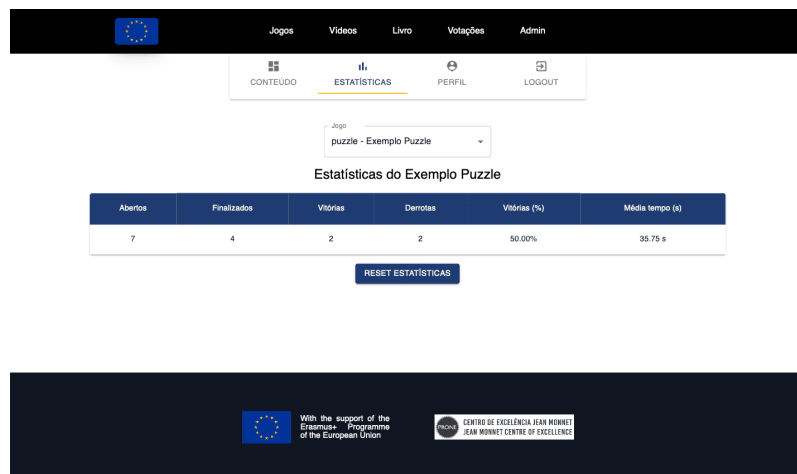 Jogos Vídeos Livro Votações Admin
CONTEÚDO ESTATÍSTICAS PERFIL LOGOUT
Jogo
puzzle - Exemplo Puzzle
Estatísticas do Exemplo Puzzle
Abertos Finalizados Vitórias Derrotas Vitórias (%) Média tempo (s)
7 4 2 2 50.00% 35.75 s
RESET ESTATÍSTICAS
With the support of the
Erasmus+ Programme
of the European Union
PRONE
CENTRO DE EXCELÊNCIA JEAN MONNET
JEAN MONNET CENTRE OF EXCELLENCE